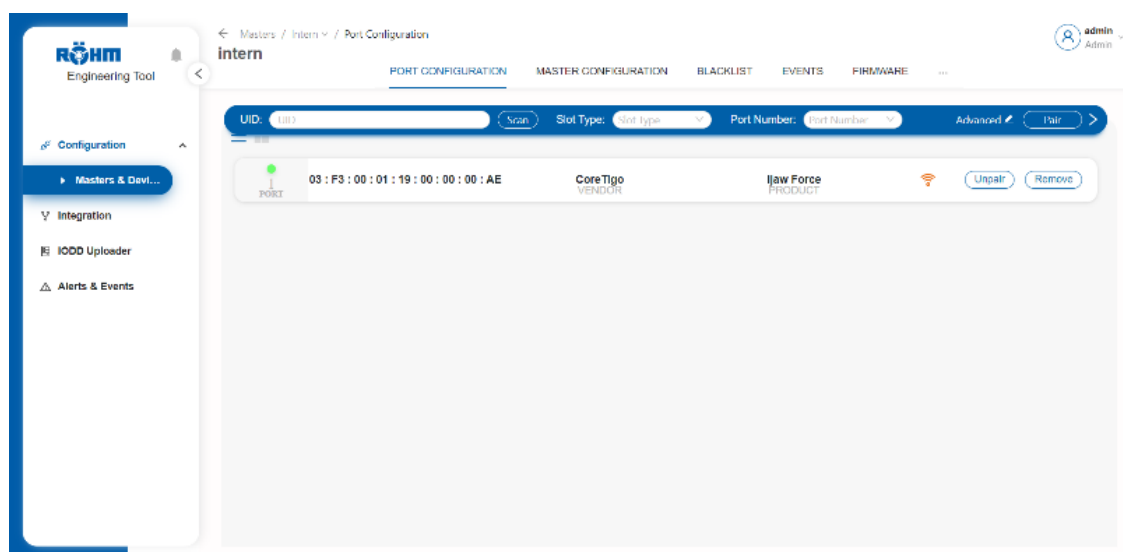 ← Masters / Intern / Port Configuration
intern
admin
Admin
RÖHM
Engineering Tool
PORT CONFIGURATION MASTER CONFIGURATION BLACKLIST EVENTS FIRMWARE ...
UID: UID Scan Slot Type: Slot Type Port Number: Port Number Advanced Pair
Configuration
Masters & Devi...
Integration
IODD Uploader
Alerts & Events
1
PORT
03 : F3 : 00 : 01 : 19 : 00 : 00 : 00 : AE
CoreTigo
VENDOR
Ijaw Force
PRODUCT
Unpair Remove